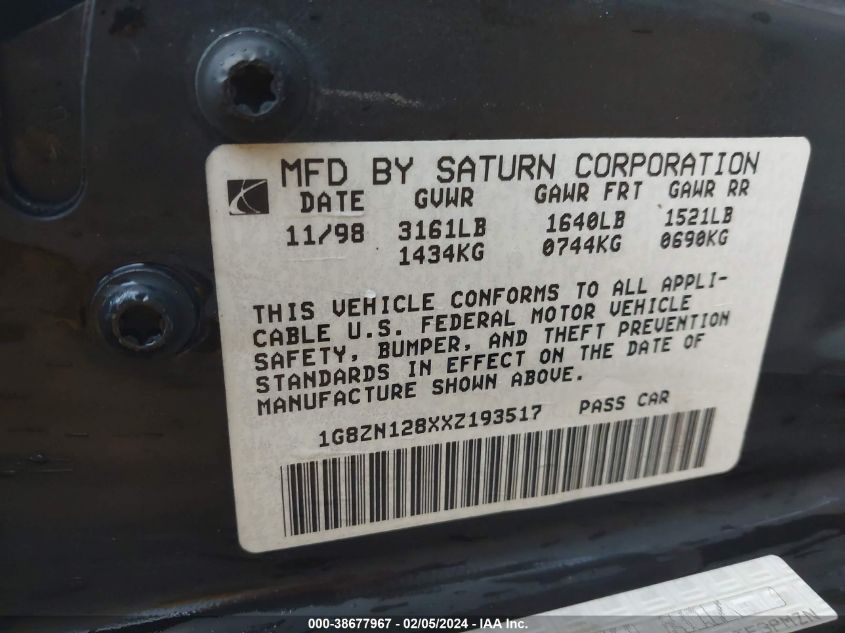 MFD BY SATURN CORPORATION
DATE GVWR GAWR FRT GAWR RR
11/98 3161LB 1640LB 1521LB
1434KG 0744KG 0690KG
THIS VEHICLE CONFORMS TO ALL APPLI-
CABLE U.S. FEDERAL MOTOR VEHICLE
SAFETY, BUMPER, AND THEFT PREVENTION
STANDARDS IN EFFECT ON THE DATE OF
MANUFACTURE SHOWN ABOVE.
1G8ZN128XXZ193517 PASS CAR
000-38677967 - 02/05/2024 - © IAA, Inc.